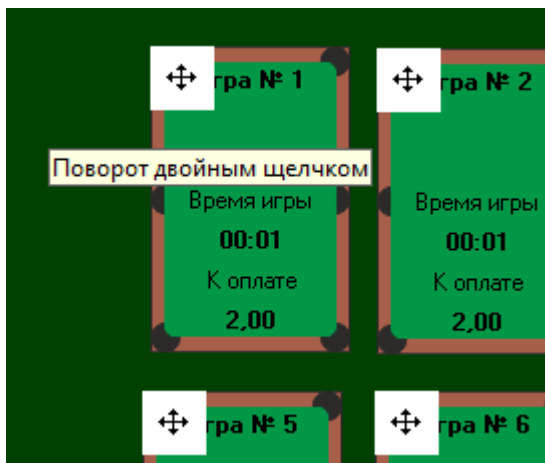 гра № 1
гра № 2
Поворот двойным щелчком
Время игры
00:01
К оплате
2,00
Время игры
00:01
К оплате
2,00
гра № 5
гра № 6